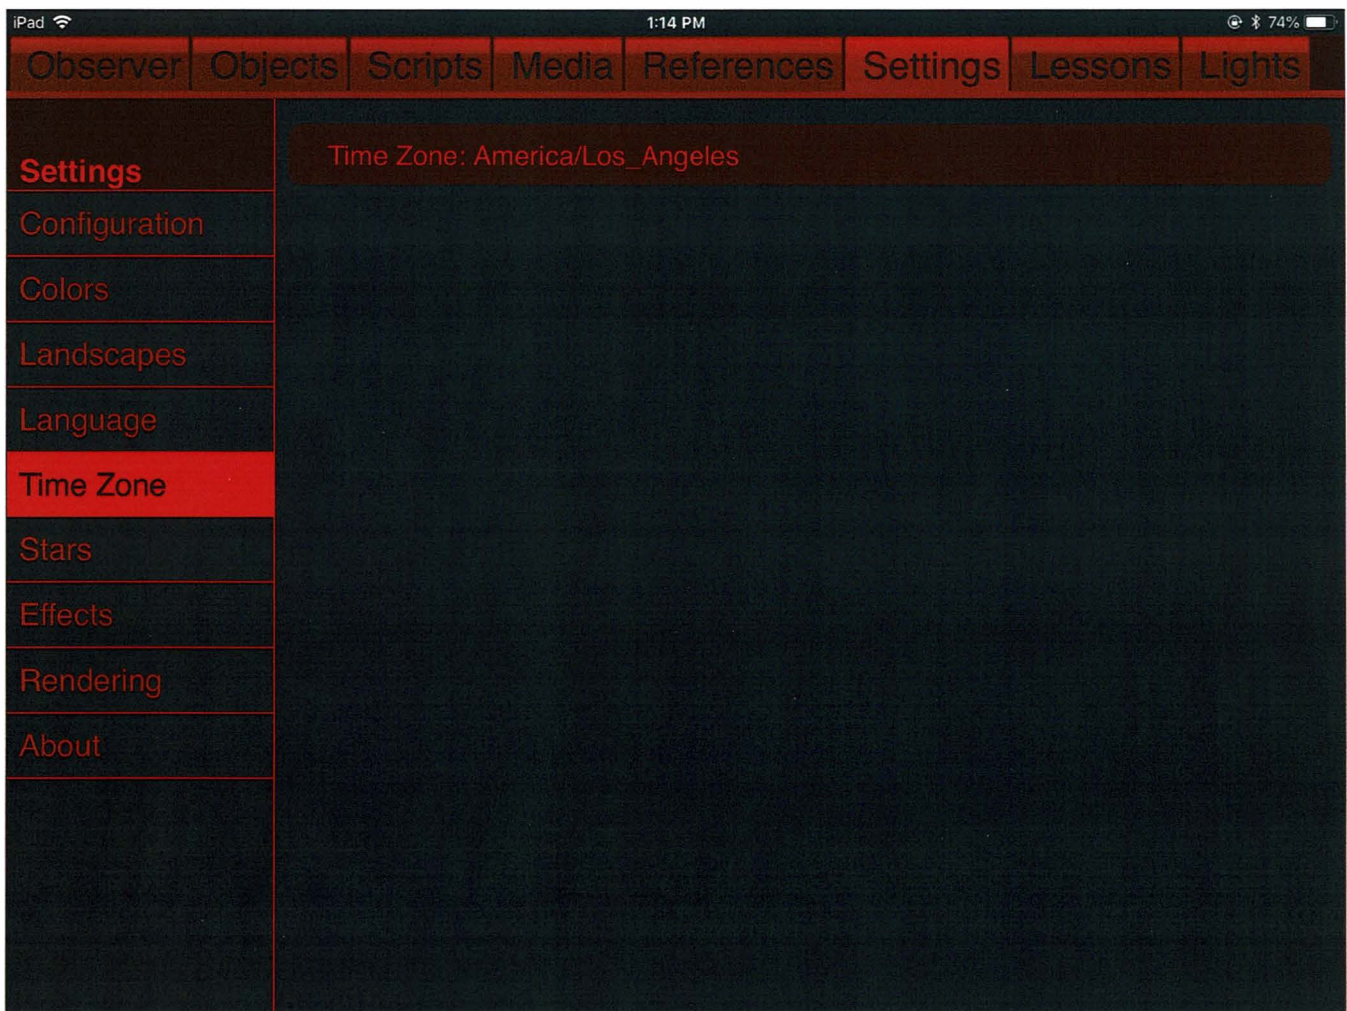 iPad 1:14 PM 74%
Observer Objects Scripts Media References Settings Lessons Lights
Settings
Configuration
Colors
Landscapes
Language
Time Zone
Stars
Effects
Rendering
About
Time Zone: America/Los_Angeles